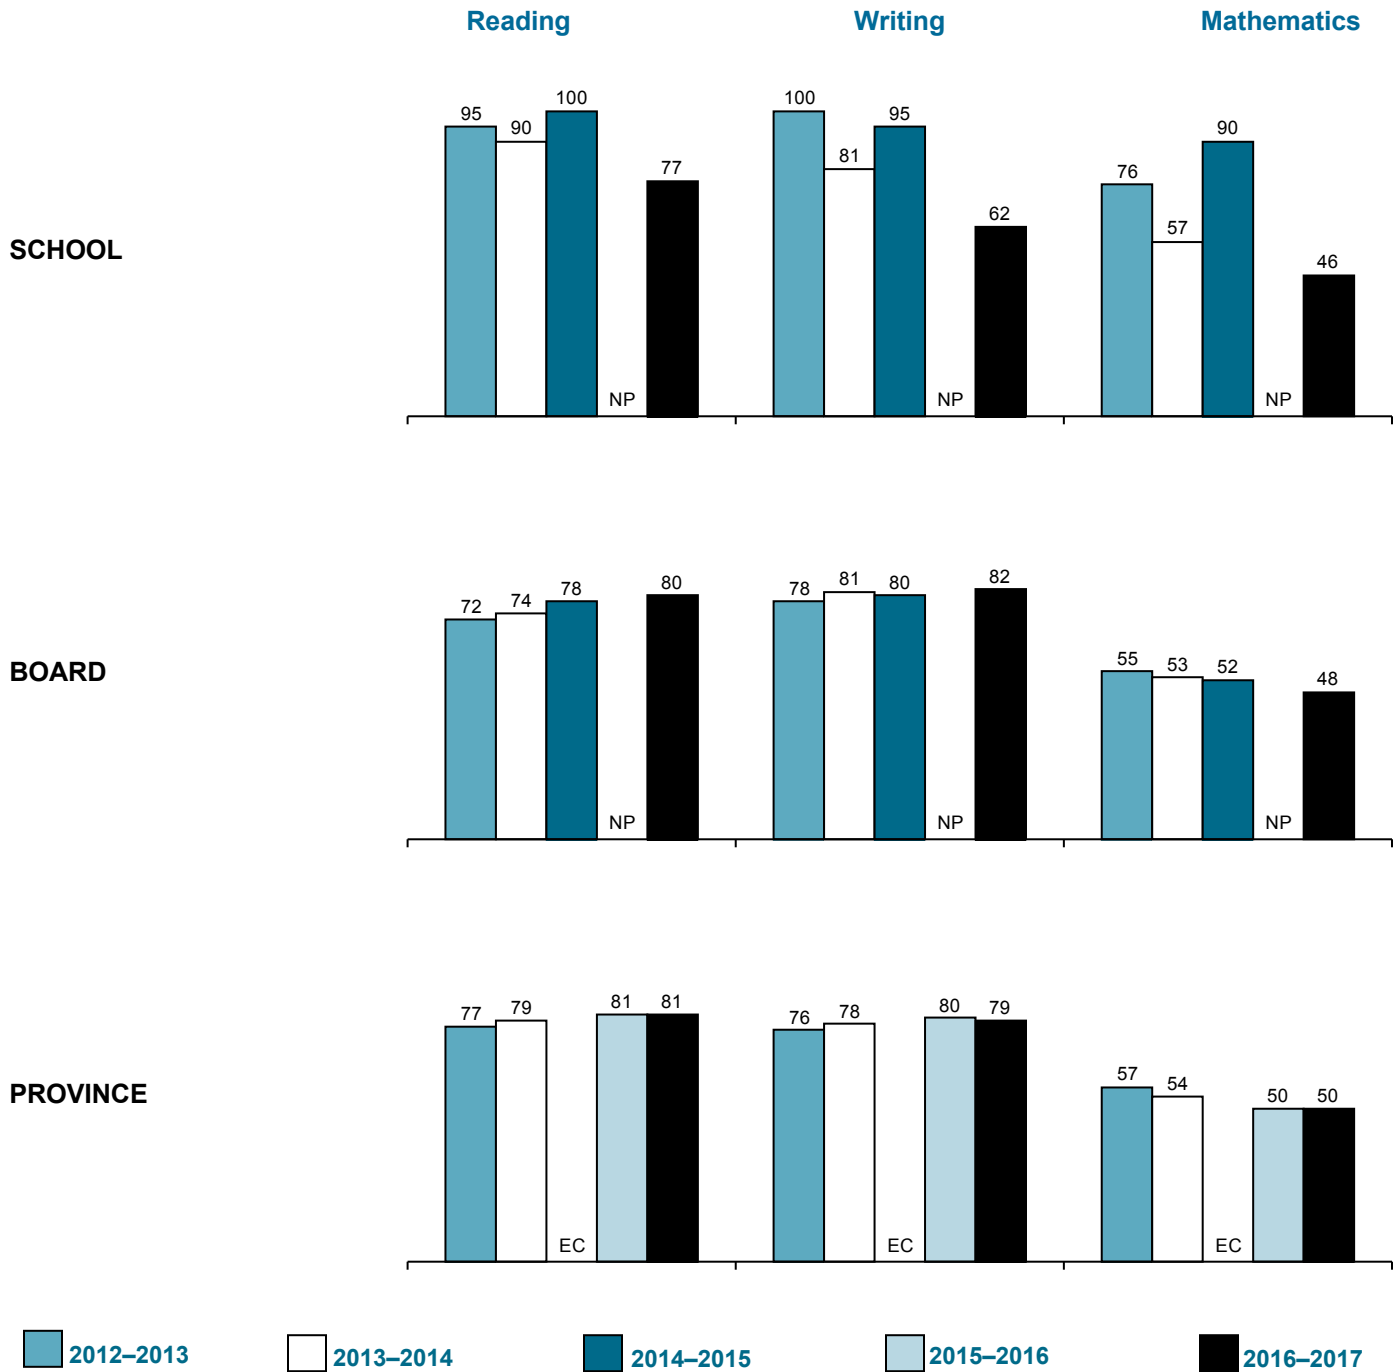 Reading Writing Mathematics
SCHOOL
95 90 100 NP 77
100 81 95 NP 62
76 57 90 NP 46
BOARD
72 74 78 NP 80
78 81 80 NP 82
55 53 52 NP 48
PROVINCE
77 79 EC 81 81
76 78 EC 80 79
57 54 EC 50 50
2012–2013 2013–2014 2014–2015 2015–2016 2016–2017